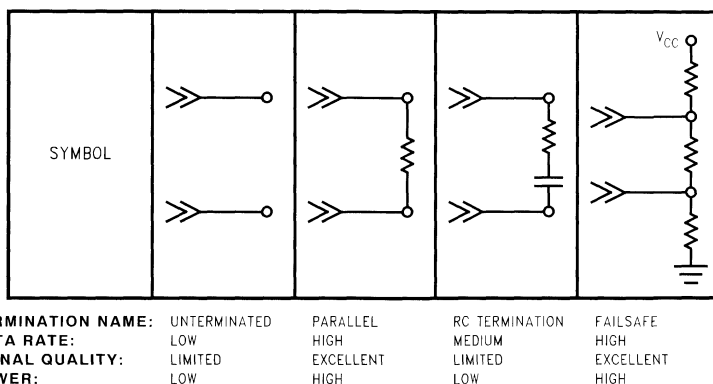 V_CC
SYMBOL
RMINATION NAME: UNTERMINATED PARALLEL RC TERMINATION FAILSAFE
TA RATE: LOW HIGH MEDIUM HIGH
NAL QUALITY: LIMITED EXCELLENT LIMITED EXCELLENT
WER: LOW HIGH LOW HIGH